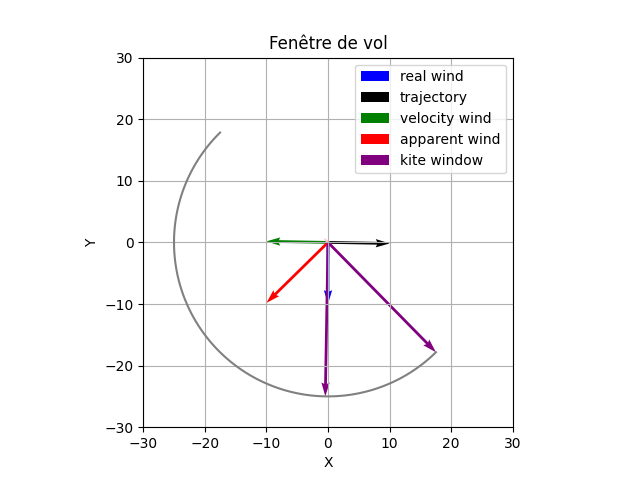 Fenêtre de vol
30
20
10
0
−10
−20
−30
Y
real wind
trajectory
velocity wind
apparent wind
kite window
−30 −20 −10 0 10 20 30
X